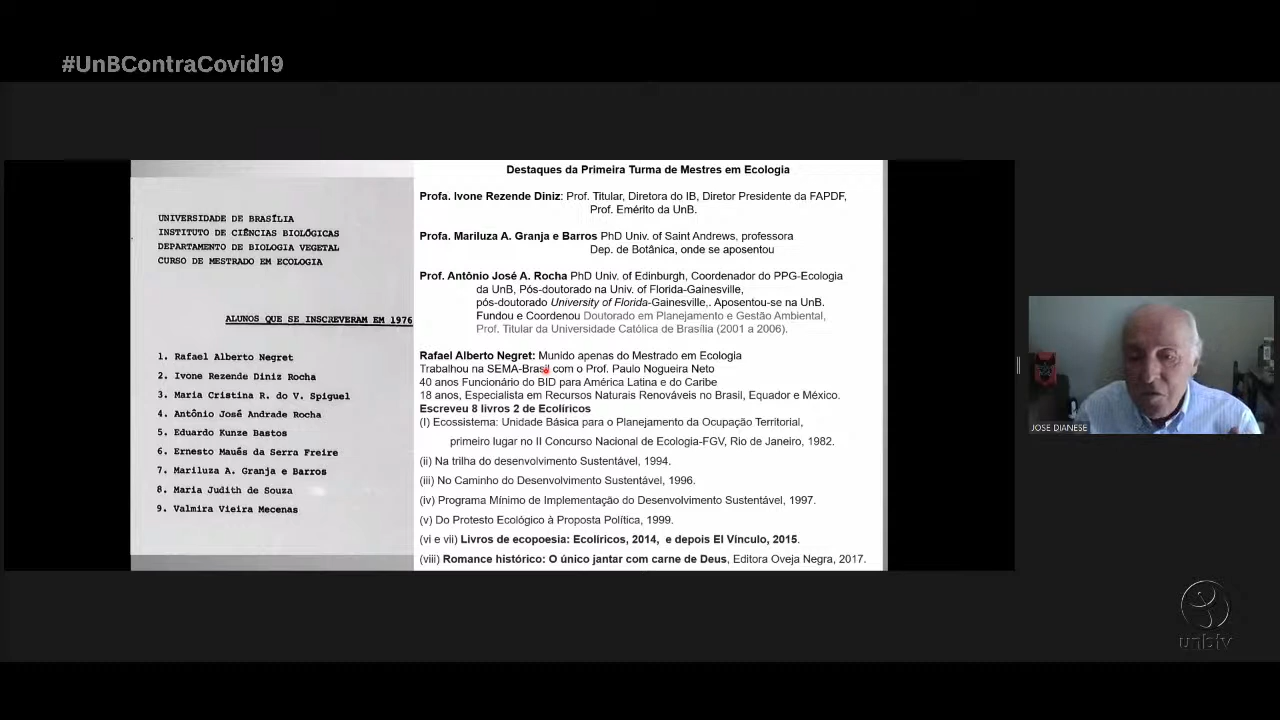 #UnBContraCovid19
UNIVERSIDADE DE BRASÍLIA
INSTITUTO DE CIÊNCIAS BIOLÓGICAS
DEPARTAMENTO DE BIOLOGIA VEGETAL
CURSO DE MESTRADO EM ECOLOGIA
ALUNOS QUE SE INSCREVERAM EM 1976
1. Rafael Alberto Negret
2. Ivone Rezende Diniz Rocha
3. Maria Cristina R. do V. Spiguel
4. Antônio José Andrade Rocha
5. Eduardo Kunze Bastos
6. Ernesto Maués da Serra Freire
7. Mariluza A. Granja e Barros
8. Maria Judith de Souza
9. Valmira Vieira Mecenas
Destaques da Primeira Turma de Mestres em Ecologia
Profa. Ivone Rezende Diniz: Prof. Titular, Diretora do IB, Diretor Presidente da FAPDF,
Prof. Emérito da UnB.
Profa. Mariluza A. Granja e Barros PhD Univ. of Saint Andrews, professora
Dep. de Botânica, onde se aposentou
Prof. Antônio José A. Rocha PhD Univ. of Edinburgh, Coordenador do PPG-Ecologia
da UnB, Pós-doutorado na Univ. of Florida-Gainesville,
pós-doutorado University of Florida-Gainesville,. Aposentou-se na UnB.
Fundou e Coordenou Doutorado em Planejamento e Gestão Ambiental,
Prof. Titular da Universidade Católica de Brasília (2001 a 2006).
Rafael Alberto Negret: Munido apenas do Mestrado em Ecologia
Trabalhou na SEMA-Brasil com o Prof. Paulo Nogueira Neto
40 anos Funcionário do BID para América Latina e do Caribe
18 anos, Especialista em Recursos Naturais Renováveis no Brasil, Equador e México.
Escreveu 8 livros 2 de Ecolíricos
(I) Ecossistema: Unidade Básica para o Planejamento da Ocupação Territorial,
primeiro lugar no II Concurso Nacional de Ecologia-FGV, Rio de Janeiro, 1982.
(ii) Na trilha do desenvolvimento Sustentável, 1994.
(iii) No Caminho do Desenvolvimento Sustentável, 1996.
(iv) Programa Mínimo de Implementação do Desenvolvimento Sustentável, 1997.
(v) Do Protesto Ecológico à Proposta Política, 1999.
(vi e vii) Livros de ecopoesia: Ecolíricos, 2014, e depois El Vínculo, 2015.
(viii) Romance histórico: O único jantar com carne de Deus, Editora Oveja Negra, 2017.
JOSE DIANESE
unbtv